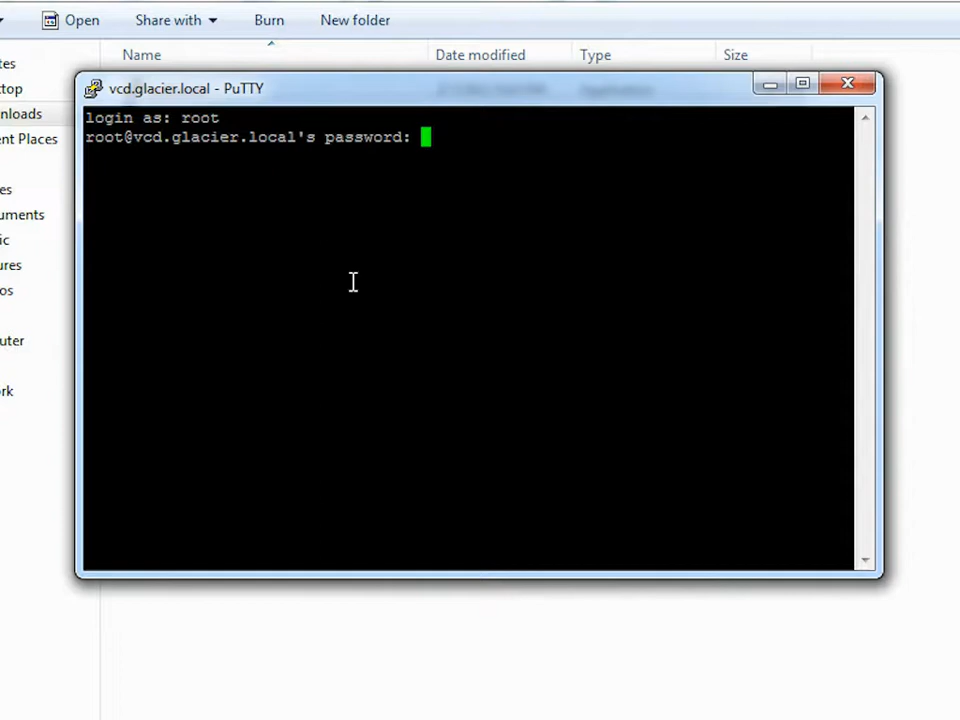 Open
Share with
Burn
New folder
Name
Date modified
Type
Size
tes
top
nloads
ent Places
es
uments
ic
ures
os
uter
rk
vcd.glacier.local - PuTTY
login as: root
root@vcd.glacier.local's password: